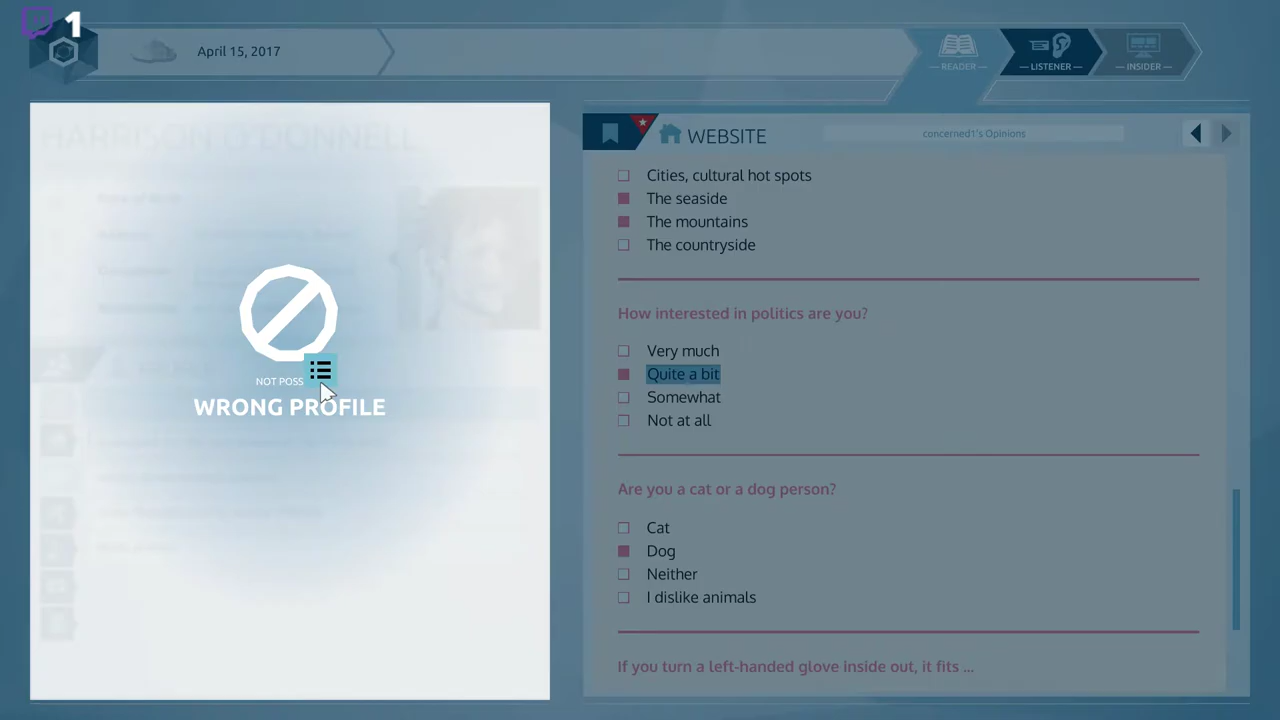 1
April 15, 2017
— READER —
— LISTENER —
— INSIDER —
HARRISON O'DONNELL
NOT POSS
WRONG PROFILE
WEBSITE
concerned1's Opinions
Cities, cultural hot spots
The seaside
The mountains
The countryside
How interested in politics are you?
Very much
Quite a bit
Somewhat
Not at all
Are you a cat or a dog person?
Cat
Dog
Neither
I dislike animals
If you turn a left-handed glove inside out, it fits ...